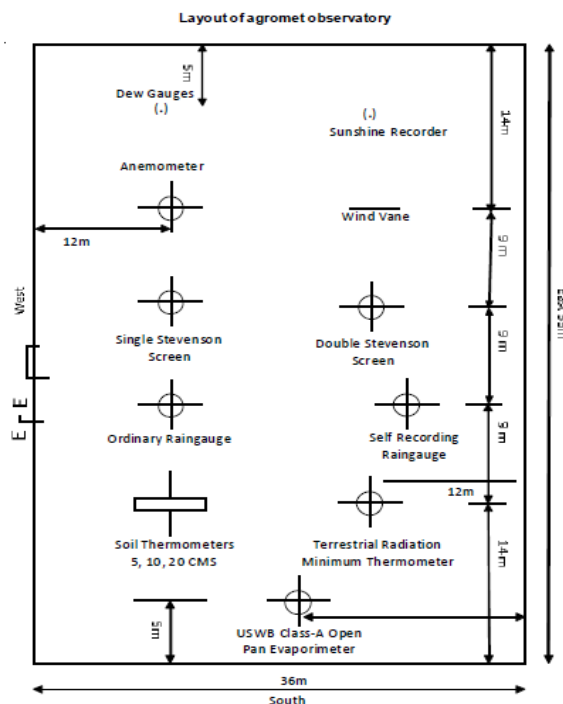 Layout of agromet observatory
5m
Dew Gauges
(.)
(.)
Sunshine Recorder
14m
Anemometer
Wind Vane
12m
9 m
West
Single Stevenson
Screen
Double Stevenson
Screen
9 m
E
E
Ordinary Raingauge
Self Recording
Raingauge
9 m
12m
Soil Thermometers
5, 10, 20 CMS
Terrestrial Radiation
Minimum Thermometer
14m
5m
USWB Class-A Open
Pan Evaporimeter
36m
South